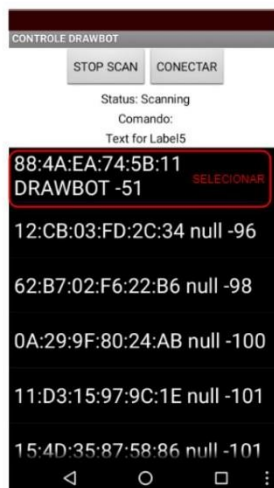 CONTROLE DRAWBOT
STOP SCAN CONECTAR
Status: Scanning
Comando:
Text for Label5
88:4A:EA:74:5B:11
DRAWBOT -51 SELECIONAR
12:CB:03:FD:2C:34 null -96
62:B7:02:F6:22:B6 null -98
0A:29:9F:80:24:AB null -100
11:D3:15:97:9C:1E null -101
15:4D:35:87:58:86 null -101